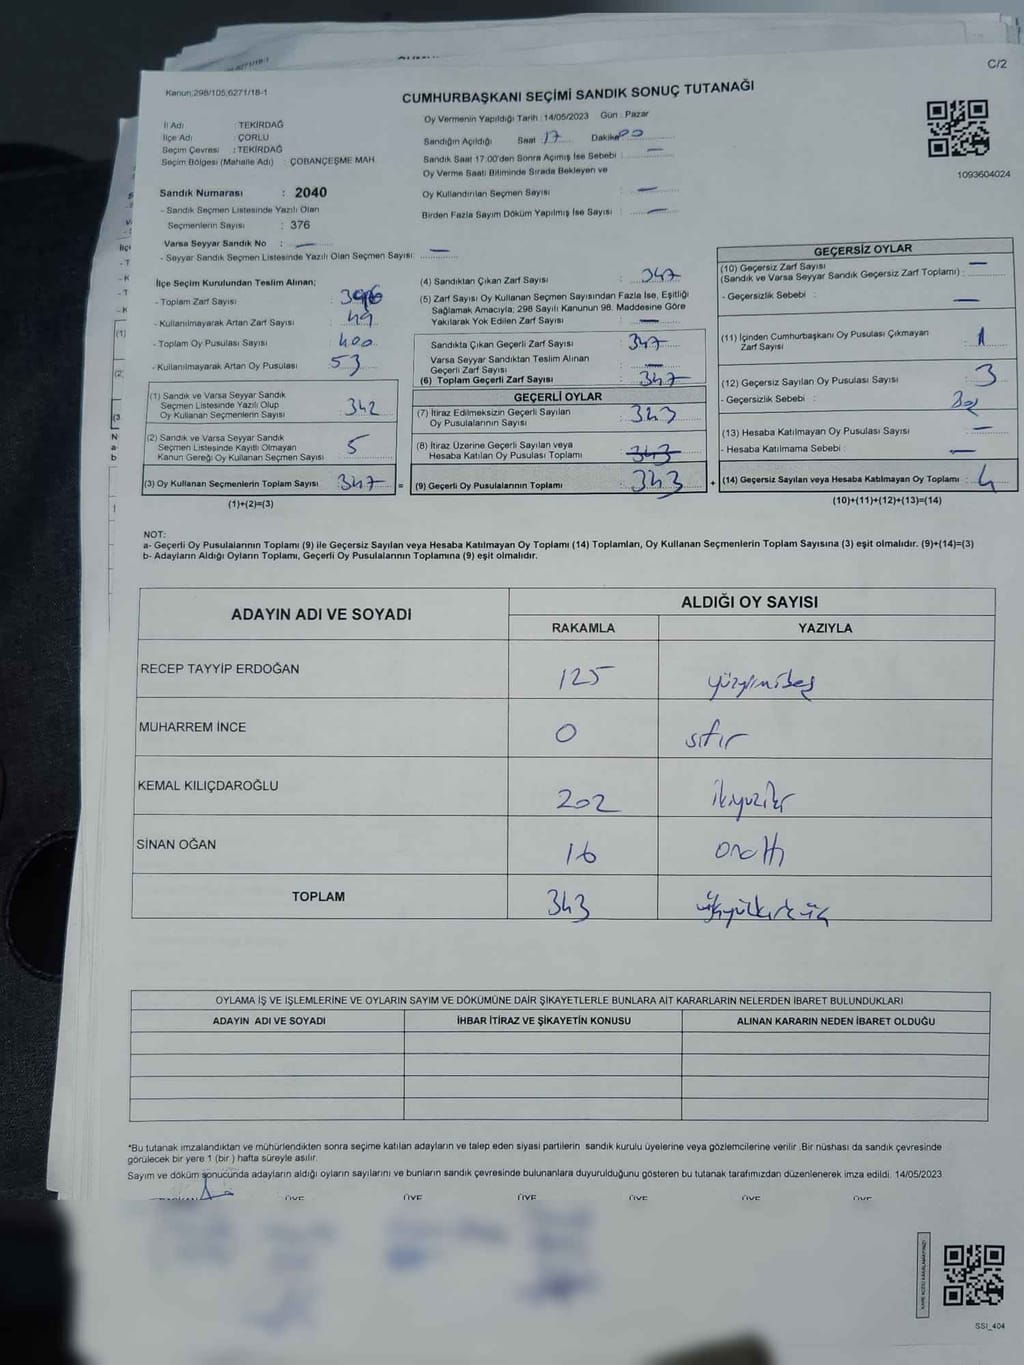 C/2
Kanun;298/105;6271/18-1
CUMHURBAŞKANI SEÇİMİ SANDIK SONUÇ TUTANAĞI
İl Adı : TEKİRDAĞ
İlçe Adı : ÇORLU
Seçim Çevresi : TEKİRDAĞ
Seçim Bölgesi (Mahalle Adı) : ÇOBANÇEŞME MAH.
Sandık Numarası : 2040
- Sandık Seçmen Listesinde Yazılı Olan
Seçmenlerin Sayısı : 376
Varsa Seyyar Sandık No : —
- Seyyar Sandık Seçmen Listesinde Yazılı Olan Seçmen Sayısı: —
Oy Vermenin Yapıldığı Tarih :14/05/2023 Gün : Pazar
Sandığın Açıldığı Saat 17 Dakika 00
Sandık Saat 17:00'den Sonra Açımış İse Sebebi : —
Oy Verme Saati Bitiminde Sırada Bekleyen ve
Oy Kullandırılan Seçmen Sayısı : —
Birden Fazla Sayım Döküm Yapılmış İse Sayısı : —
1093604024
İlçe Seçim Kurulundan Teslim Alınan;
- Toplam Zarf Sayısı :
- Kullanılmayarak Artan Zarf Sayısı : 49
- Toplam Oy Pusulası Sayısı : 400
- Kullanılmayarak Artan Oy Pusulası : 53
(1) Sandık ve Varsa Seyyar Sandık
Seçmen Listesinde Yazılı Olup
Oy Kullanan Seçmenlerin Sayısı : 342
(2) Sandık ve Varsa Seyyar Sandık
Seçmen Listesinde Kayıtlı Olmayan
Kanun Gereği Oy Kullanan Seçmen Sayısı : 5
(3) Oy Kullanan Seçmenlerin Toplam Sayısı : 347 =
(1)+(2)=(3)
(4) Sandıktan Çıkan Zarf Sayısı : 347
(5) Zarf Sayısı Oy Kullanan Seçmen Sayısından Fazla İse, Eşitliği
Sağlamak Amacıyla; 298 Sayılı Kanunun 98. Maddesine Göre
Yakılarak Yok Edilen Zarf Sayısı : —
Sandıkta Çıkan Geçerli Zarf Sayısı : 347
Varsa Seyyar Sandıktan Teslim Alınan
Geçerli Zarf Sayısı : —
(6) Toplam Geçerli Zarf Sayısı : 347
GEÇERLİ OYLAR
(7) İtiraz Edilmeksizin Geçerli Sayılan
Oy Pusulalarının Sayısı : 343
(8) İtiraz Üzerine Geçerli Sayılan veya
Hesaba Katılan Oy Pusulası Toplamı : 343
(9) Geçerli Oy Pusulalarının Toplamı : 343 +
GEÇERSİZ OYLAR
(10) Geçersiz Zarf Sayısı
(Sandık ve Varsa Seyyar Sandık Geçersiz Zarf Toplamı) : —
- Geçersizlik Sebebi : —
(11) İçinden Cumhurbaşkanı Oy Pusulası Çıkmayan
Zarf Sayısı : 1
(12) Geçersiz Sayılan Oy Pusulası Sayısı : 3
- Geçersizlik Sebebi :
(13) Hesaba Katılmayan Oy Pusulası Sayısı : —
- Hesaba Katılmama Sebebi : —
(14) Geçersiz Sayılan veya Hesaba Katılmayan Oy Toplamı : 4
(10)+(11)+(12)+(13)=(14)
NOT:
a- Geçerli Oy Pusulalarının Toplamı (9) ile Geçersiz Sayılan veya Hesaba Katılmayan Oy Toplamı (14) Toplamları, Oy Kullanan Seçmenlerin Toplam Sayısına (3) eşit olmalıdır. (9)+(14)=(3)
b- Adayların Aldığı Oyların Toplamı, Geçerli Oy Pusulalarının Toplamına (9) eşit olmalıdır.
ADAYIN ADI VE SOYADI ALDIĞI OY SAYISI
RAKAMLA YAZIYLA
RECEP TAYYİP ERDOĞAN 125 yüzyirmibeş
MUHARREM İNCE 0 sıfır
KEMAL KILIÇDAROĞLU 202 ikiyüziki
SİNAN OĞAN 16 onaltı
TOPLAM 343 üçyüzkırküç
OYLAMA İŞ VE İŞLEMLERİNE VE OYLARIN SAYIM VE DÖKÜMÜNE DAİR ŞİKAYETLERLE BUNLARA AİT KARARLARIN NELERDEN İBARET BULUNDUKLARI
ADAYIN ADI VE SOYADI İHBAR İTİRAZ VE ŞİKAYETİN KONUSU ALINAN KARARIN NEDEN İBARET OLDUĞU
*Bu tutanak imzalandıktan ve mühürlendikten sonra seçime katılan adayların ve talep eden siyasi partilerin sandık kurulu üyelerine veya gözlemcilerine verilir .Bir nüshası da sandık çevresinde
görülecek bir yere 1 (bir ) hafta süreyle asılır.
Sayım ve döküm sonucunda adayların aldığı oyların sayılarını ve bunların sandık çevresinde bulunanlara duyurulduğunu gösteren bu tutanak tarafımızdan düzenlenerek imza edildi. 14/05/2023
ÜYE ÜYE ÜYE ÜYE ÜYE ÜYE
SSİ_404